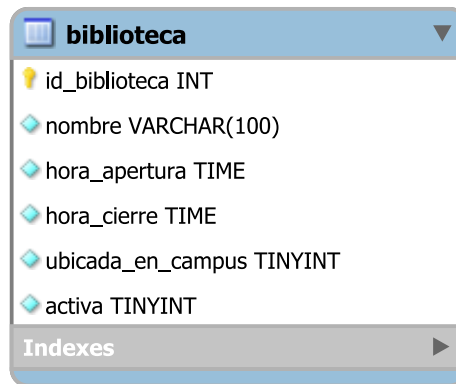 biblioteca
id_biblioteca INT
nombre VARCHAR(100)
hora_apertura TIME
hora_cierre TIME
ubicada_en_campus TINYINT
activa TINYINT
Indexes